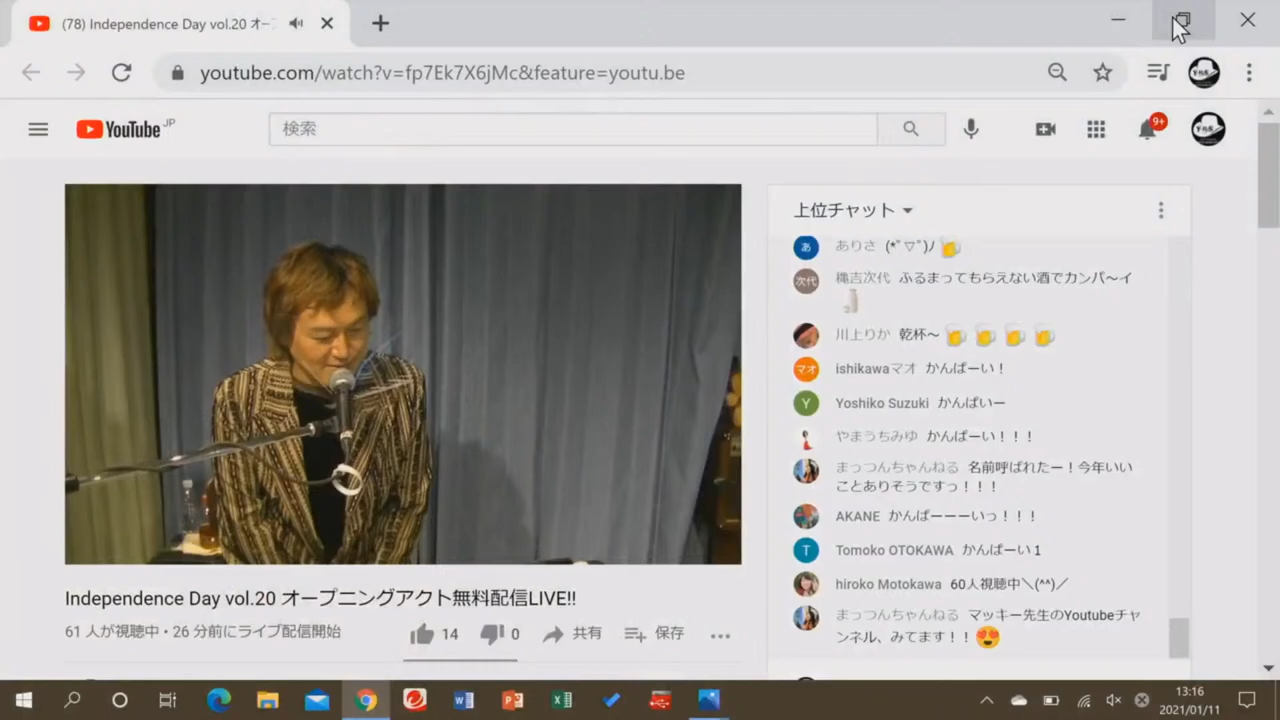 (78) Independence Day vol.20 オー
youtube.com/watch?v=fp7Ek7X6jMc&feature=youtu.be
YouTube JP
検索
9+
上位チャット
あ ありさ (*ﾟ▽ﾟ)ﾉ🍺
次代 穐吉次代 ふるまってもらえない酒でカンパ〜イ
🍶
川上りか 乾杯〜🍺🍺🍺🍺
マオ ishikawaマオ かんぱーい！
Y Yoshiko Suzuki かんぱいー
やまうちみゆ かんぱーい！！！
まっつんちゃんねる 名前呼ばれたー！今年いい
ことありそうですっ！！！
AKANE かんぱーーーいっ！！！
T Tomoko OTOKAWA かんぱーい1
hiroko Motokawa 60人視聴中＼(^^)／
まっつんちゃんねる マッキー先生のYoutubeチャ
ンネル、みてます！！😍
Independence Day vol.20 オープニングアクト無料配信LIVE!!
61 人が視聴中・26 分前にライブ配信開始
14 0 共有 保存
13:16
2021/01/11